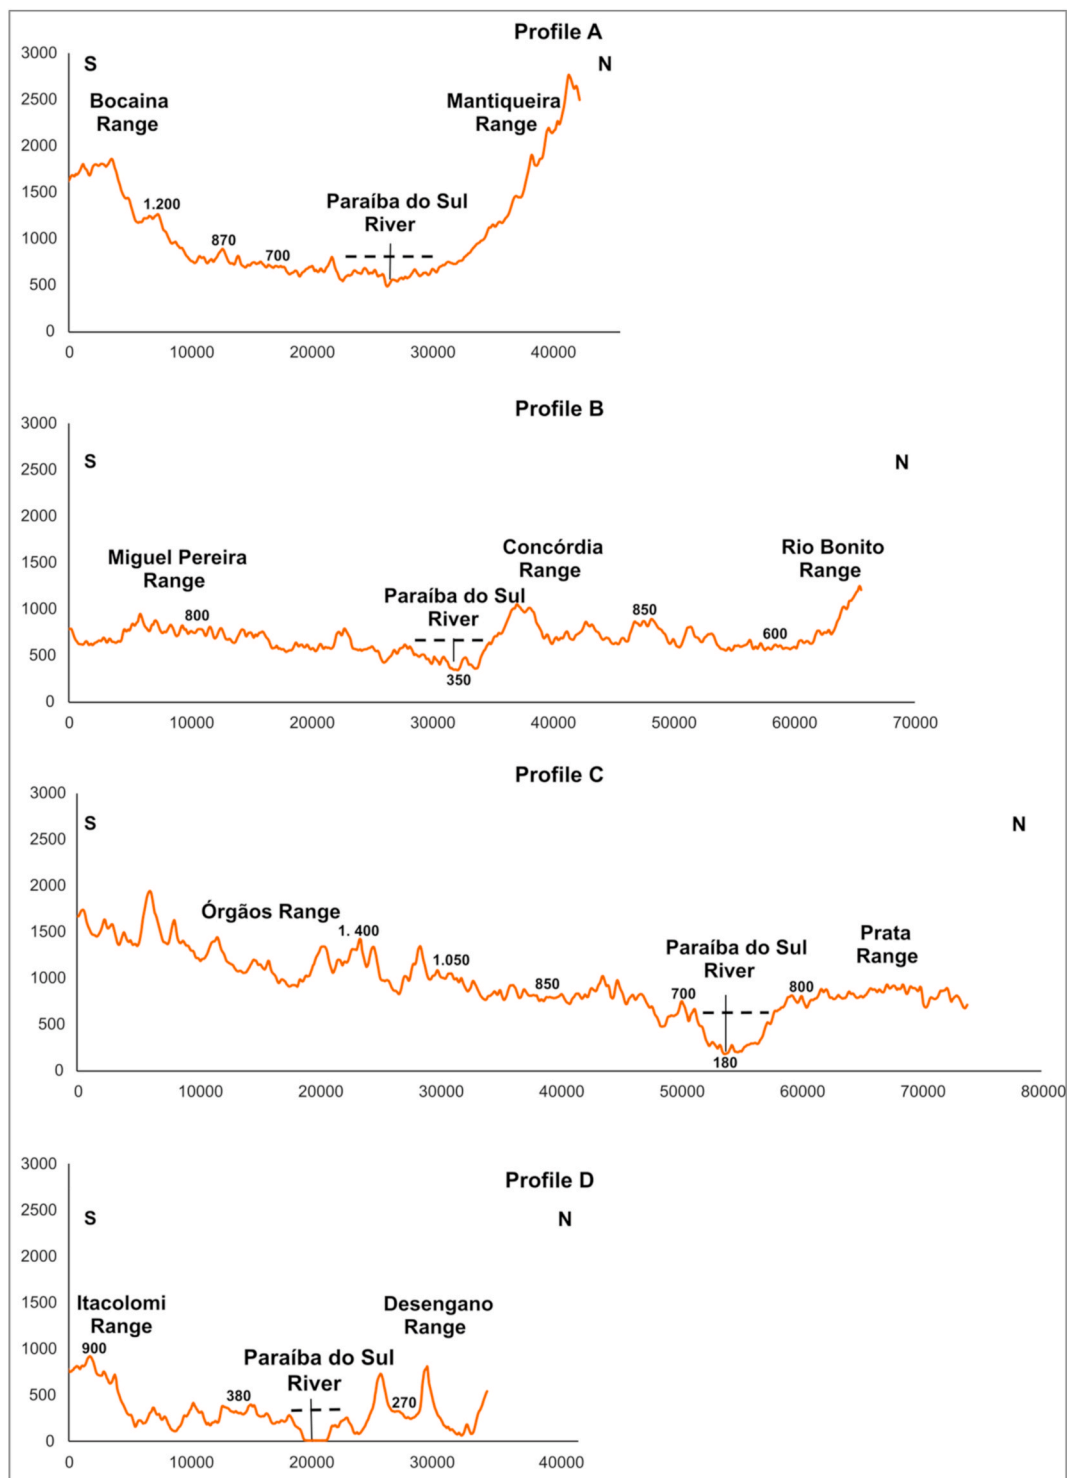 Profile A
3000
S
N
2500
Bocaina
Range
Mantiqueira
Range
2000
1500
1.200
Paraíba do Sul
River
1000
870
700
500
0
0 10000 20000 30000 40000
Profile B
3000
S
N
2500
2000
1500
Miguel Pereira
Range
Concórdia
Range
Rio Bonito
Range
1000
800
Paraíba do Sul
River
850
600
500
350
0
0 10000 20000 30000 40000 50000 60000 70000
Profile C
3000
S
N
2500
2000
Órgãos Range
1500
1. 400
1.050
Paraíba do Sul
River
Prata
Range
1000
850
700
800
500
180
0
0 10000 20000 30000 40000 50000 60000 70000 80000
Profile D
3000
S
N
2500
2000
1500
Itacolomi
Range
Desengano
Range
1000
900
Paraíba do Sul
River
500
380
270
0
0 10000 20000 30000 40000